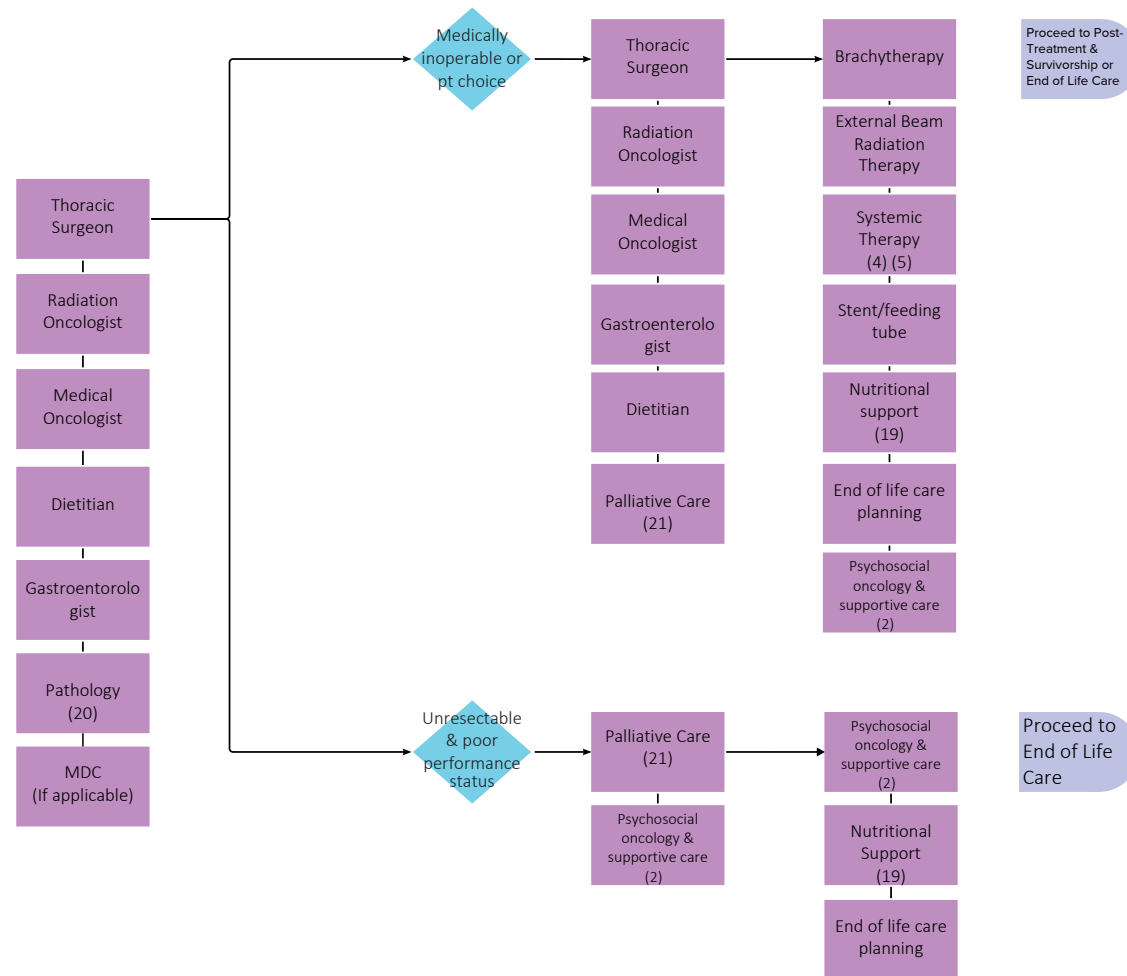 Thoracic
Surgeon
Radiation
Oncologist
Medical
Oncologist
Dietitian
Gastroentorolo
gist
Pathology
(20)
MDC
(If applicable)
Medically
inoperable or
pt choice
Thoracic
Surgeon
Radiation
Oncologist
Medical
Oncologist
Gastroenterolo
gist
Dietitian
Palliative Care
(21)
Brachytherapy
External Beam
Radiation
Therapy
Systemic
Therapy
(4) (5)
Stent/feeding
tube
Nutritional
support
(19)
End of life care
planning
Psychosocial
oncology &
supportive care
(2)
Proceed to Post-
Treatment &
Survivorship or
End of Life Care
Unresectable
& poor
performance
status
Palliative Care
(21)
Psychosocial
oncology &
supportive care
(2)
Psychosocial
oncology &
supportive care
(2)
Nutritional
Support
(19)
End of life care
planning
Proceed to
End of Life
Care